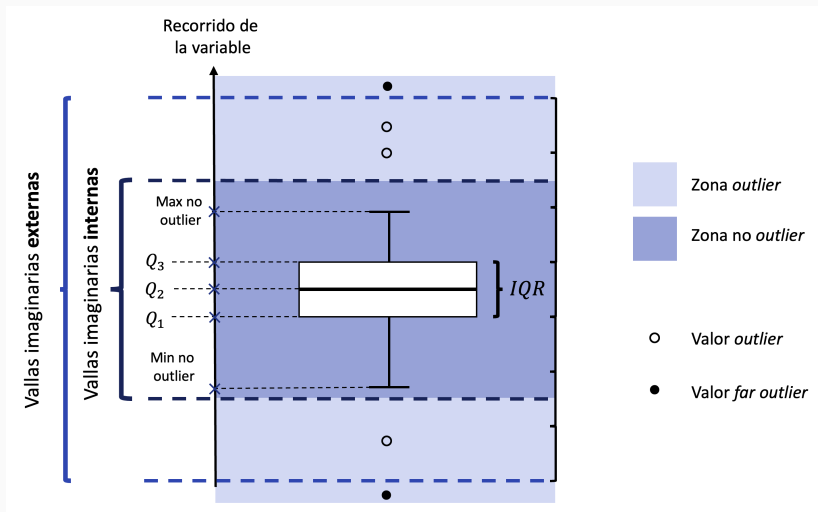 Recorrido de
la variable
Vallas imaginarias externas
Vallas imaginarias internas
Max no
outlier
Q₃
Q₂
Q₁
Min no
outlier
IQR
Zona outlier
Zona no outlier
Valor outlier
Valor far outlier